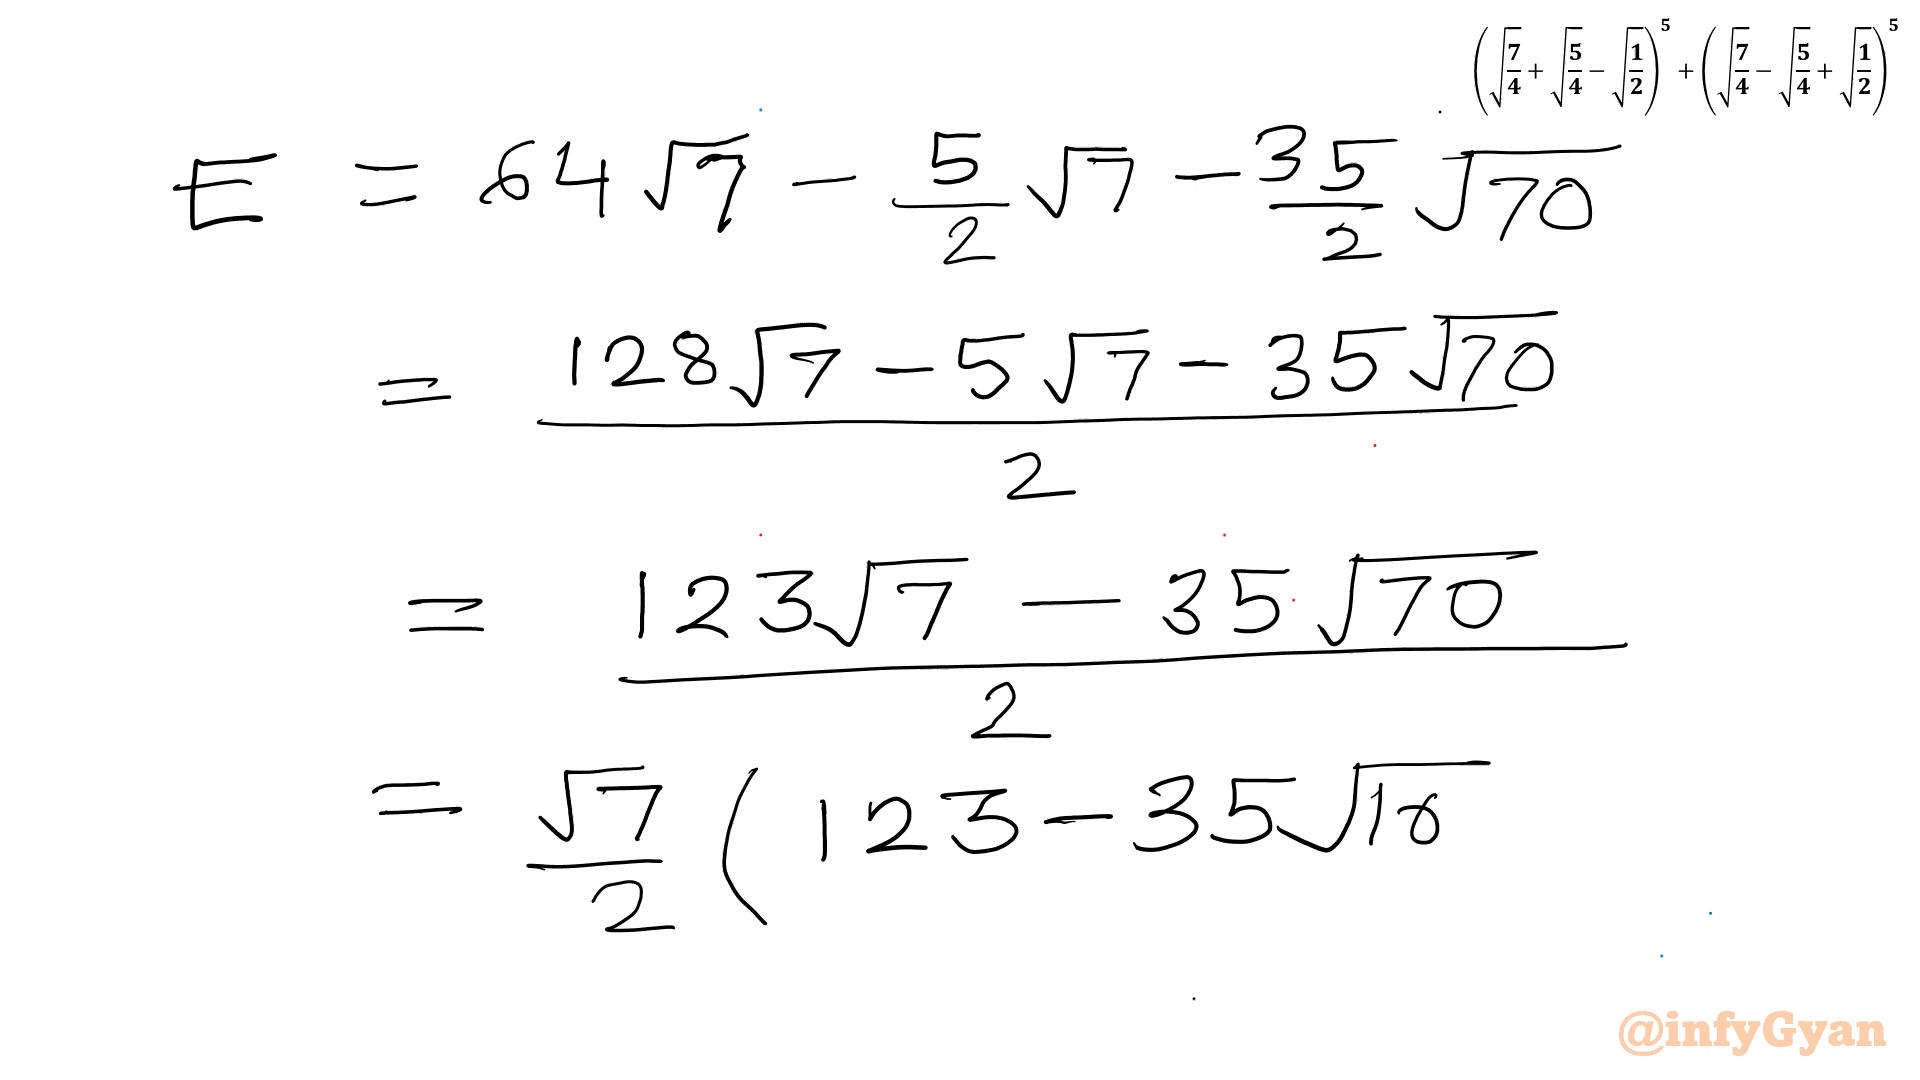 (√(7/4) + √(5/4) − √(1/2))^5 + (√(7/4) − √(5/4) + √(1/2))^5
E = 64√7 − 5/2 √7 − 35/2 √70
= (128√7 − 5√7 − 35√70)/2
= (123√7 − 35√70)/2
= √7/2 (123 − 35√10
@infyGyan